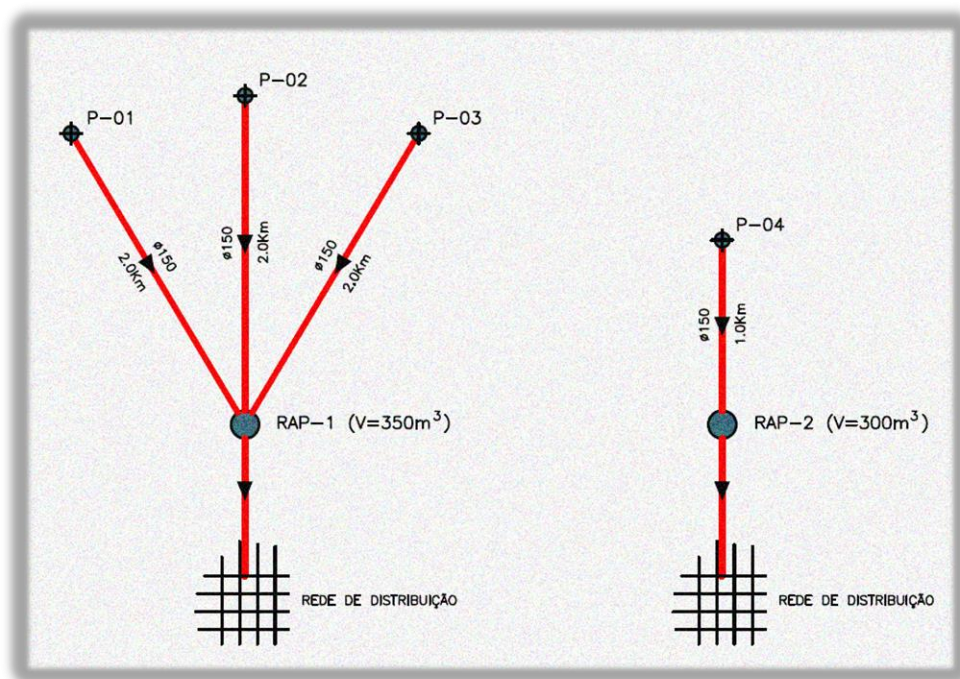 P-01
P-02
P-03
ø150
2.0Km
ø150
2.0Km
ø150
2.0Km
P-04
ø150
1.0Km
RAP-1 (V=350m³)
RAP-2 (V=300m³)
REDE DE DISTRIBUIÇÃO
REDE DE DISTRIBUIÇÃO